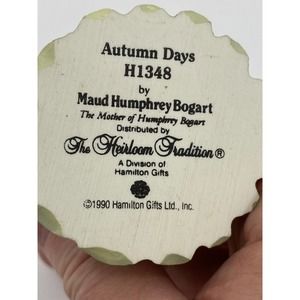 Autumn Days
H1348
by
Maud Humphrey Bogart
The Mother of Humphrey Bogart
Distributed by
The Heirloom Tradition®
A Division of
Hamilton Gifts
©1990 Hamilton Gifts Ltd., Inc.